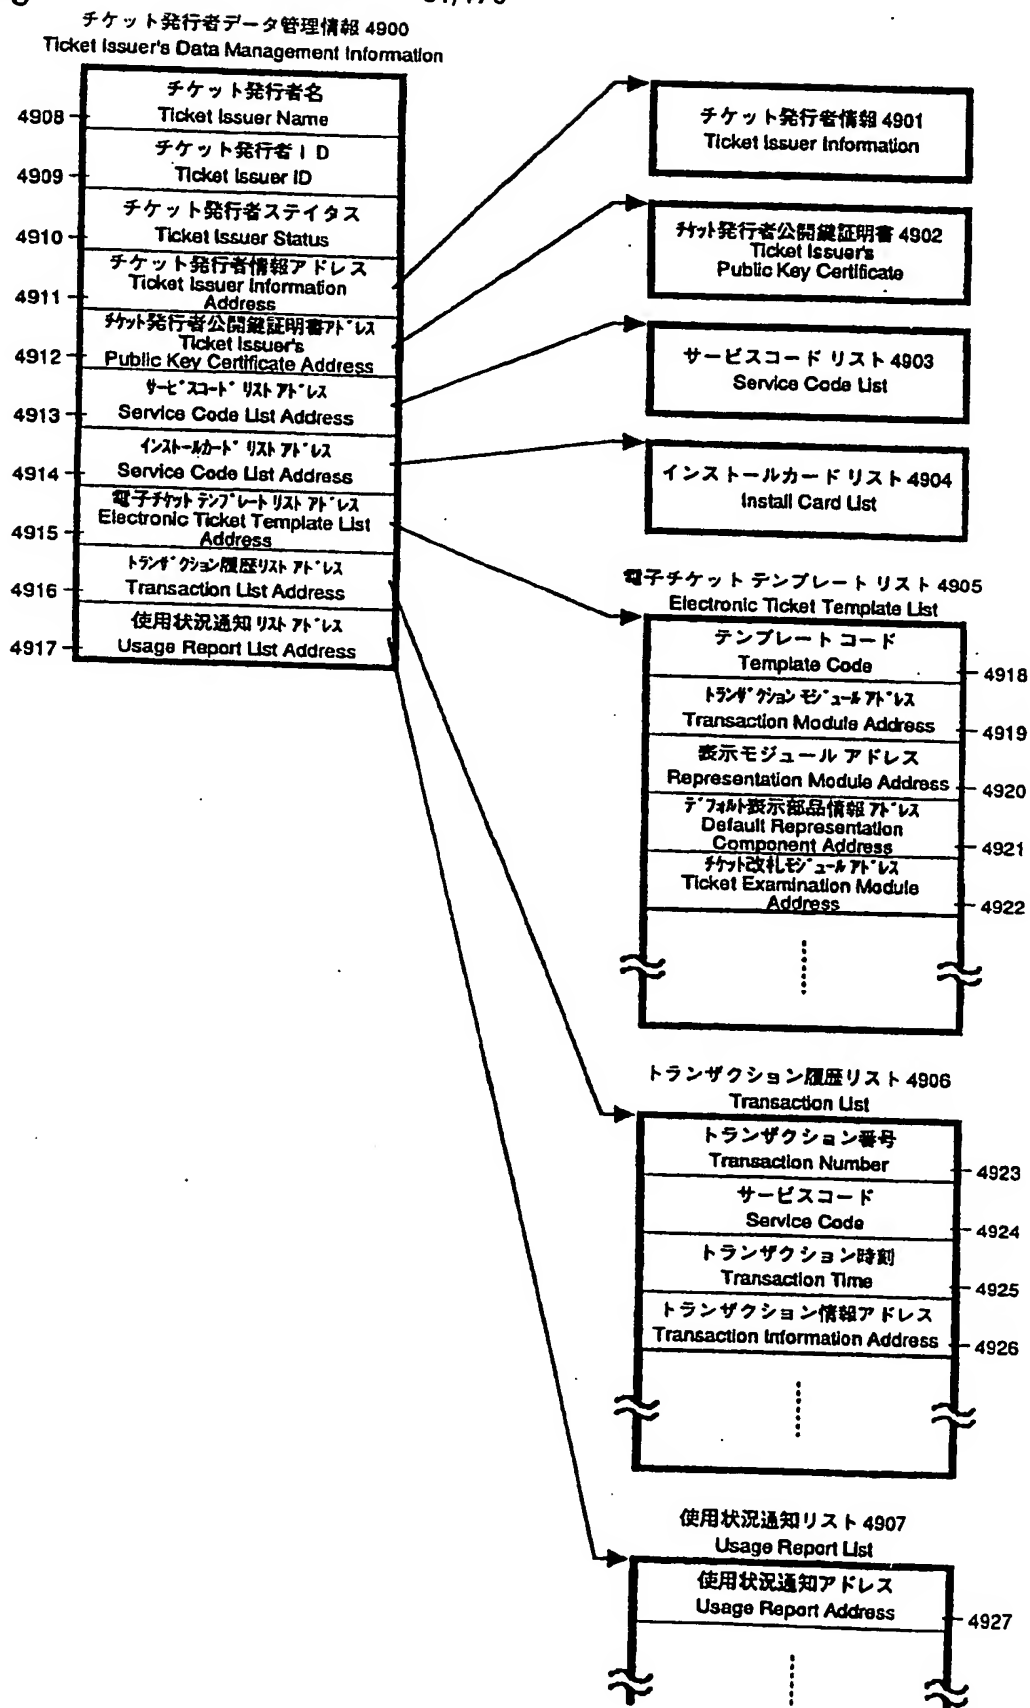 チケット発行者データ管理情報 4900
Ticket Issuer's Data Management Information
チケット発行者名
Ticket Issuer Name
4908
チケット発行者 I D
Ticket Issuer ID
4909
チケット発行者ステイタス
Ticket Issuer Status
4910
チケット発行者情報アドレス
Ticket Issuer Information
Address
4911
チケット発行者公開鍵証明書アドレス
Ticket Issuer's
Public Key Certificate Address
4912
サービスコード リスト アドレス
Service Code List Address
4913
インストールカード リスト アドレス
Service Code List Address
4914
電子チケット テンプレート リスト アドレス
Electronic Ticket Template List
Address
4915
トランザクション履歴リスト アドレス
Transaction List Address
4916
使用状況通知 リスト アドレス
Usage Report List Address
4917
チケット発行者情報 4901
Ticket Issuer Information
チケット発行者公開鍵証明書 4902
Ticket Issuer's
Public Key Certificate
サービスコード リスト 4903
Service Code List
インストールカード リスト 4904
Install Card List
電子チケット テンプレート リスト 4905
Electronic Ticket Template List
テンプレート コード
Template Code
4918
トランザクション モジュール アドレス
Transaction Module Address
4919
表示モジュール アドレス
Representation Module Address
4920
デフォルト表示部品情報 アドレス
Default Representation
Component Address
4921
チケット改札モジュール アドレス
Ticket Examination Module
Address
4922
トランザクション履歴リスト 4906
Transaction List
トランザクション番号
Transaction Number
4923
サービスコード
Service Code
4924
トランザクション時刻
Transaction Time
4925
トランザクション情報アドレス
Transaction Information Address
4926
使用状況通知リスト 4907
Usage Report List
使用状況通知アドレス
Usage Report Address
4927